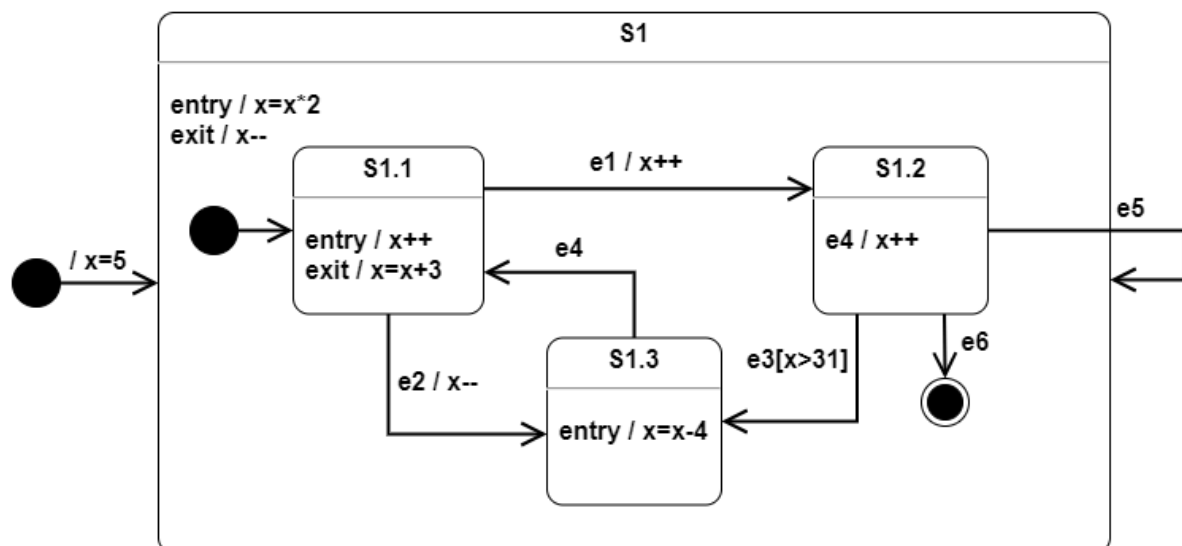 S1
entry / x=x*2
exit / x--
S1.1
e1 / x++
S1.2
/ x=5
entry / x++
exit / x=x+3
e4
e4 / x++
e5
e2 / x--
S1.3
entry / x=x-4
e3[x>31]
e6